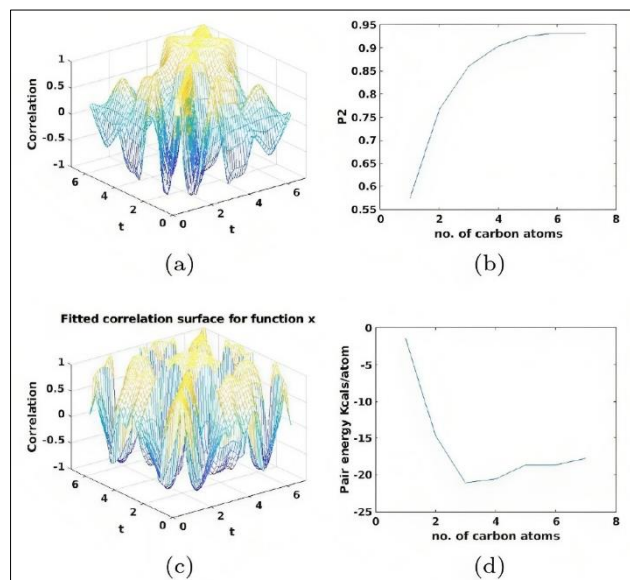 1
0.5
0
-0.5
-1
Correlation
6
4
2
0
t
0
2
4
6
t
(a)
0.95
0.9
0.85
0.8
0.75
0.7
0.65
0.6
0.55
P2
0 2 4 6 8
no. of carbon atoms
(b)
Fitted correlation surface for function x
1
0.5
0
-0.5
-1
Correlation
6
4
2
0
t
0
2
4
6
t
(c)
0
-5
-10
-15
-20
-25
Pair energy Kcals/atom
0 2 4 6 8
no. of carbon atoms
(d)